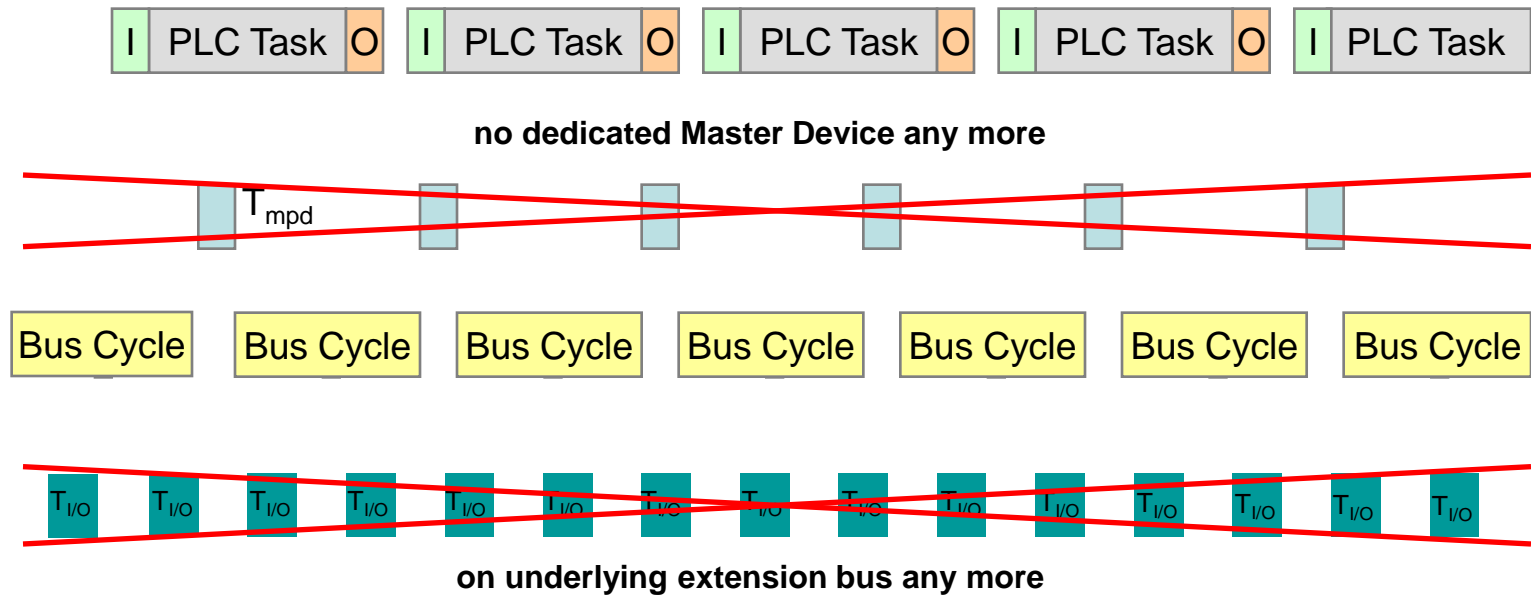 I PLC Task O I PLC Task O I PLC Task O I PLC Task O I PLC Task
no dedicated Master Device any more
Tmpd
Bus Cycle Bus Cycle Bus Cycle Bus Cycle Bus Cycle Bus Cycle Bus Cycle
TI/O TI/O TI/O TI/O TI/O TI/O TI/O TI/O TI/O TI/O TI/O TI/O TI/O TI/O TI/O
on underlying extension bus any more